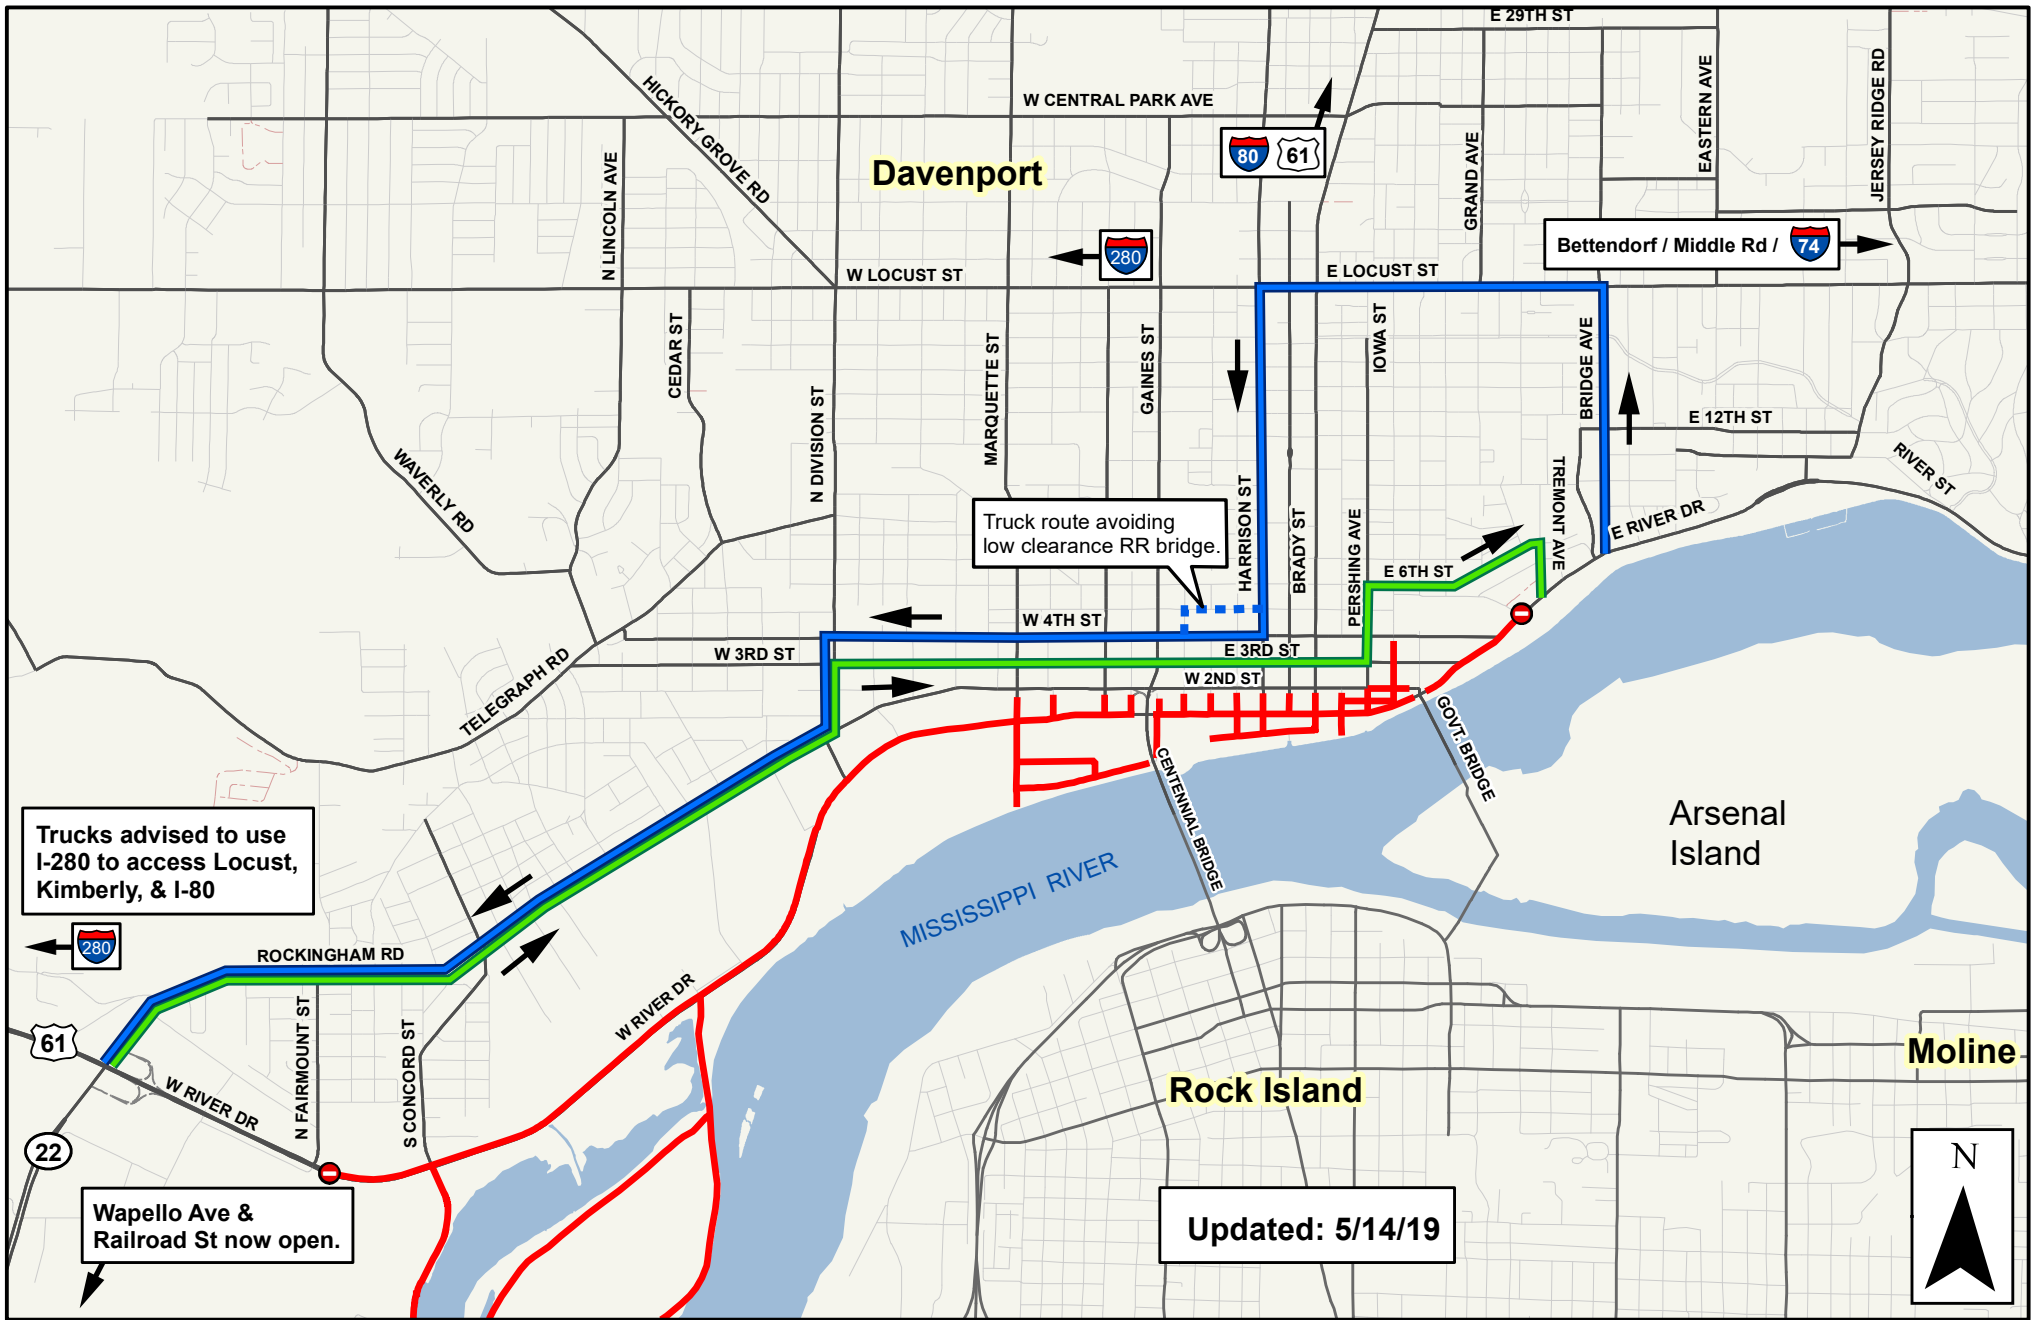 E 29TH ST
HICKORY GROVE RD
W CENTRAL PARK AVE
EASTERN AVE
JERSEY RIDGE RD
80 61
Davenport
N LINCOLN AVE
GRAND AVE
280
Bettendorf / Middle Rd / 74
W LOCUST ST
E LOCUST ST
CEDAR ST
MARQUETTE ST
GAINES ST
IOWA ST
BRIDGE AVE
N DIVISION ST
E 12TH ST
WAVERLY RD
HARRISON ST
BRADY ST
TREMONT AVE
RIVER ST
Truck route avoiding
low clearance RR bridge.
PERSHING AVE
E RIVER DR
E 6TH ST
W 4TH ST
W 3RD ST
E 3RD ST
TELEGRAPH RD
W 2ND ST
GOVT. BRIDGE
CENTENNIAL BRIDGE
Arsenal
Island
Trucks advised to use
I-280 to access Locust,
Kimberly, & I-80
280
MISSISSIPPI RIVER
ROCKINGHAM RD
W RIVER DR
61
N FAIRMOUNT ST
S CONCORD ST
Moline
W RIVER DR
Rock Island
22
Wapello Ave &
Railroad St now open.
Updated: 5/14/19
N